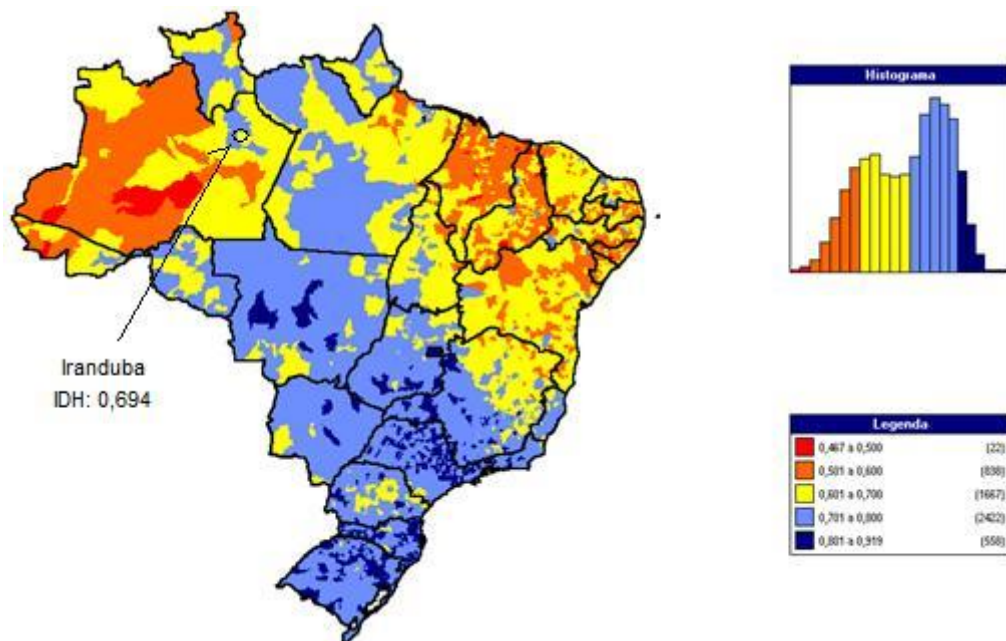 Histograma
Iranduba
IDH: 0,694
Legenda
0,467 a 0,500 (22)
0,501 a 0,600 (838)
0,601 a 0,700 (1667)
0,701 a 0,800 (2422)
0,801 a 0,919 (558)